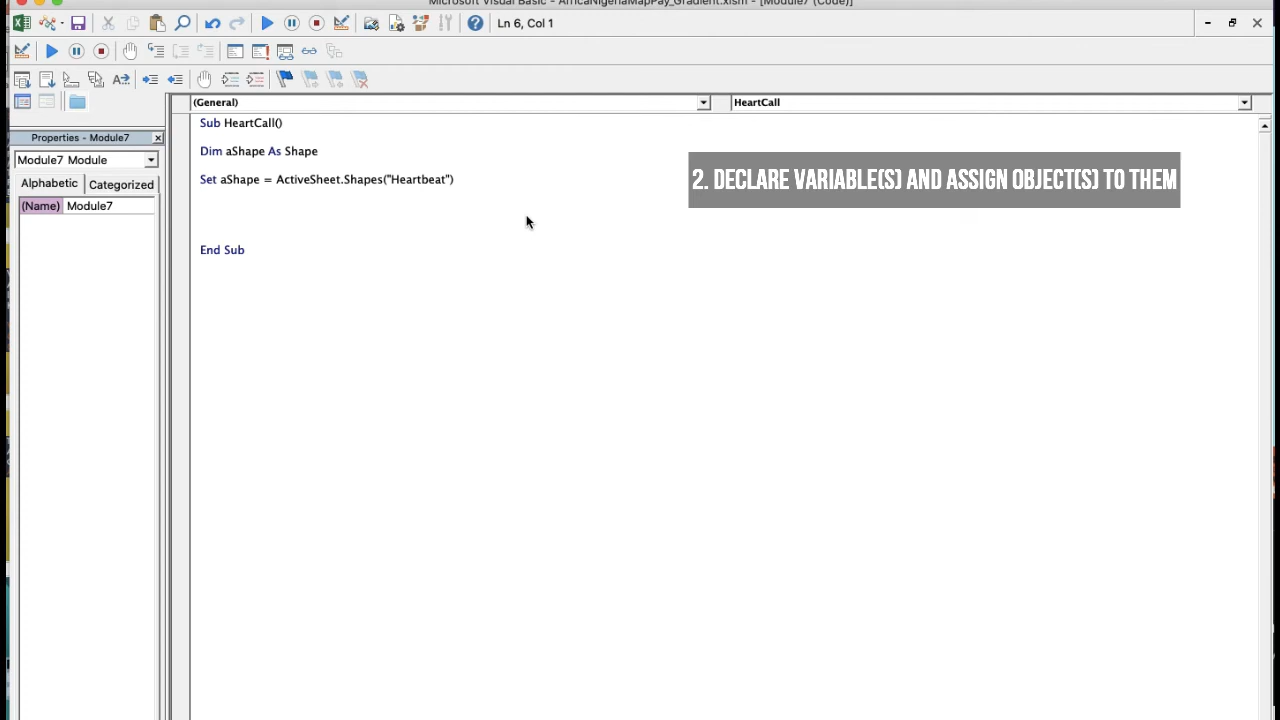 Microsoft Visual Basic - AfricaNigeriaMapPay_Gradient.xlsm - [Module7 (Code)]
Ln 6, Col 1
(General)
HeartCall
Properties - Module7
Module7 Module
Alphabetic
Categorized
(Name)
Module7
Sub HeartCall()
Dim aShape As Shape
Set aShape = ActiveSheet.Shapes("Heartbeat")
End Sub
2. DECLARE VARIABLE(S) AND ASSIGN OBJECT(S) TO THEM